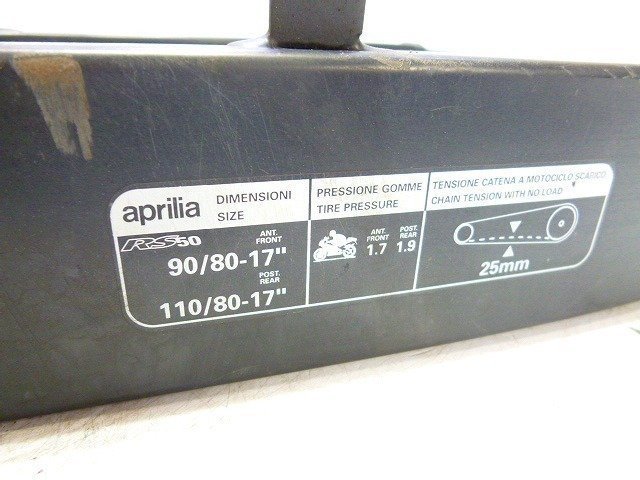 aprilia
DIMENSIONI
SIZE
RS50
ANT.
FRONT
90/80-17"
POST.
REAR
110/80-17"
PRESSIONE GOMME
TIRE PRESSURE
ANT. POST.
FRONT REAR
1.7 1.9
TENSIONE CATENA A MOTOCICLO SCARICO
CHAIN TENSION WITH NO LOAD
25mm